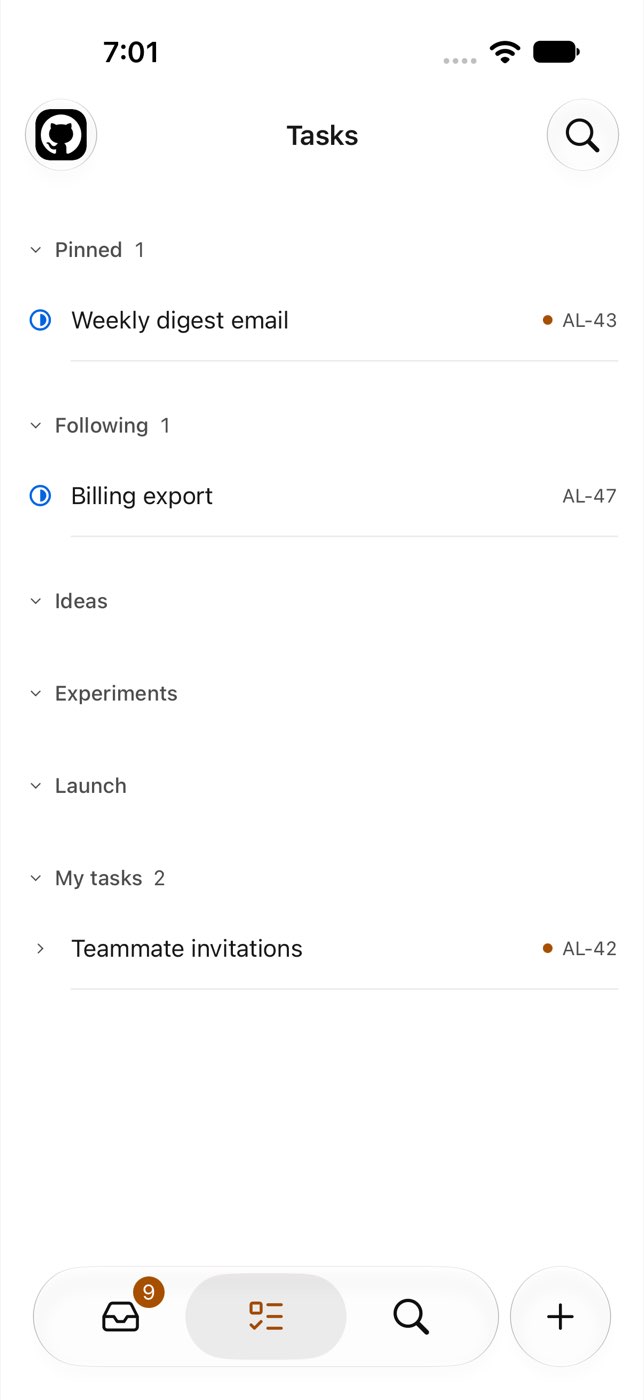 7:01
Tasks
Pinned 1
Weekly digest email AL-43
Following 1
Billing export AL-47
Ideas
Experiments
Launch
My tasks 2
Teammate invitations AL-42
9